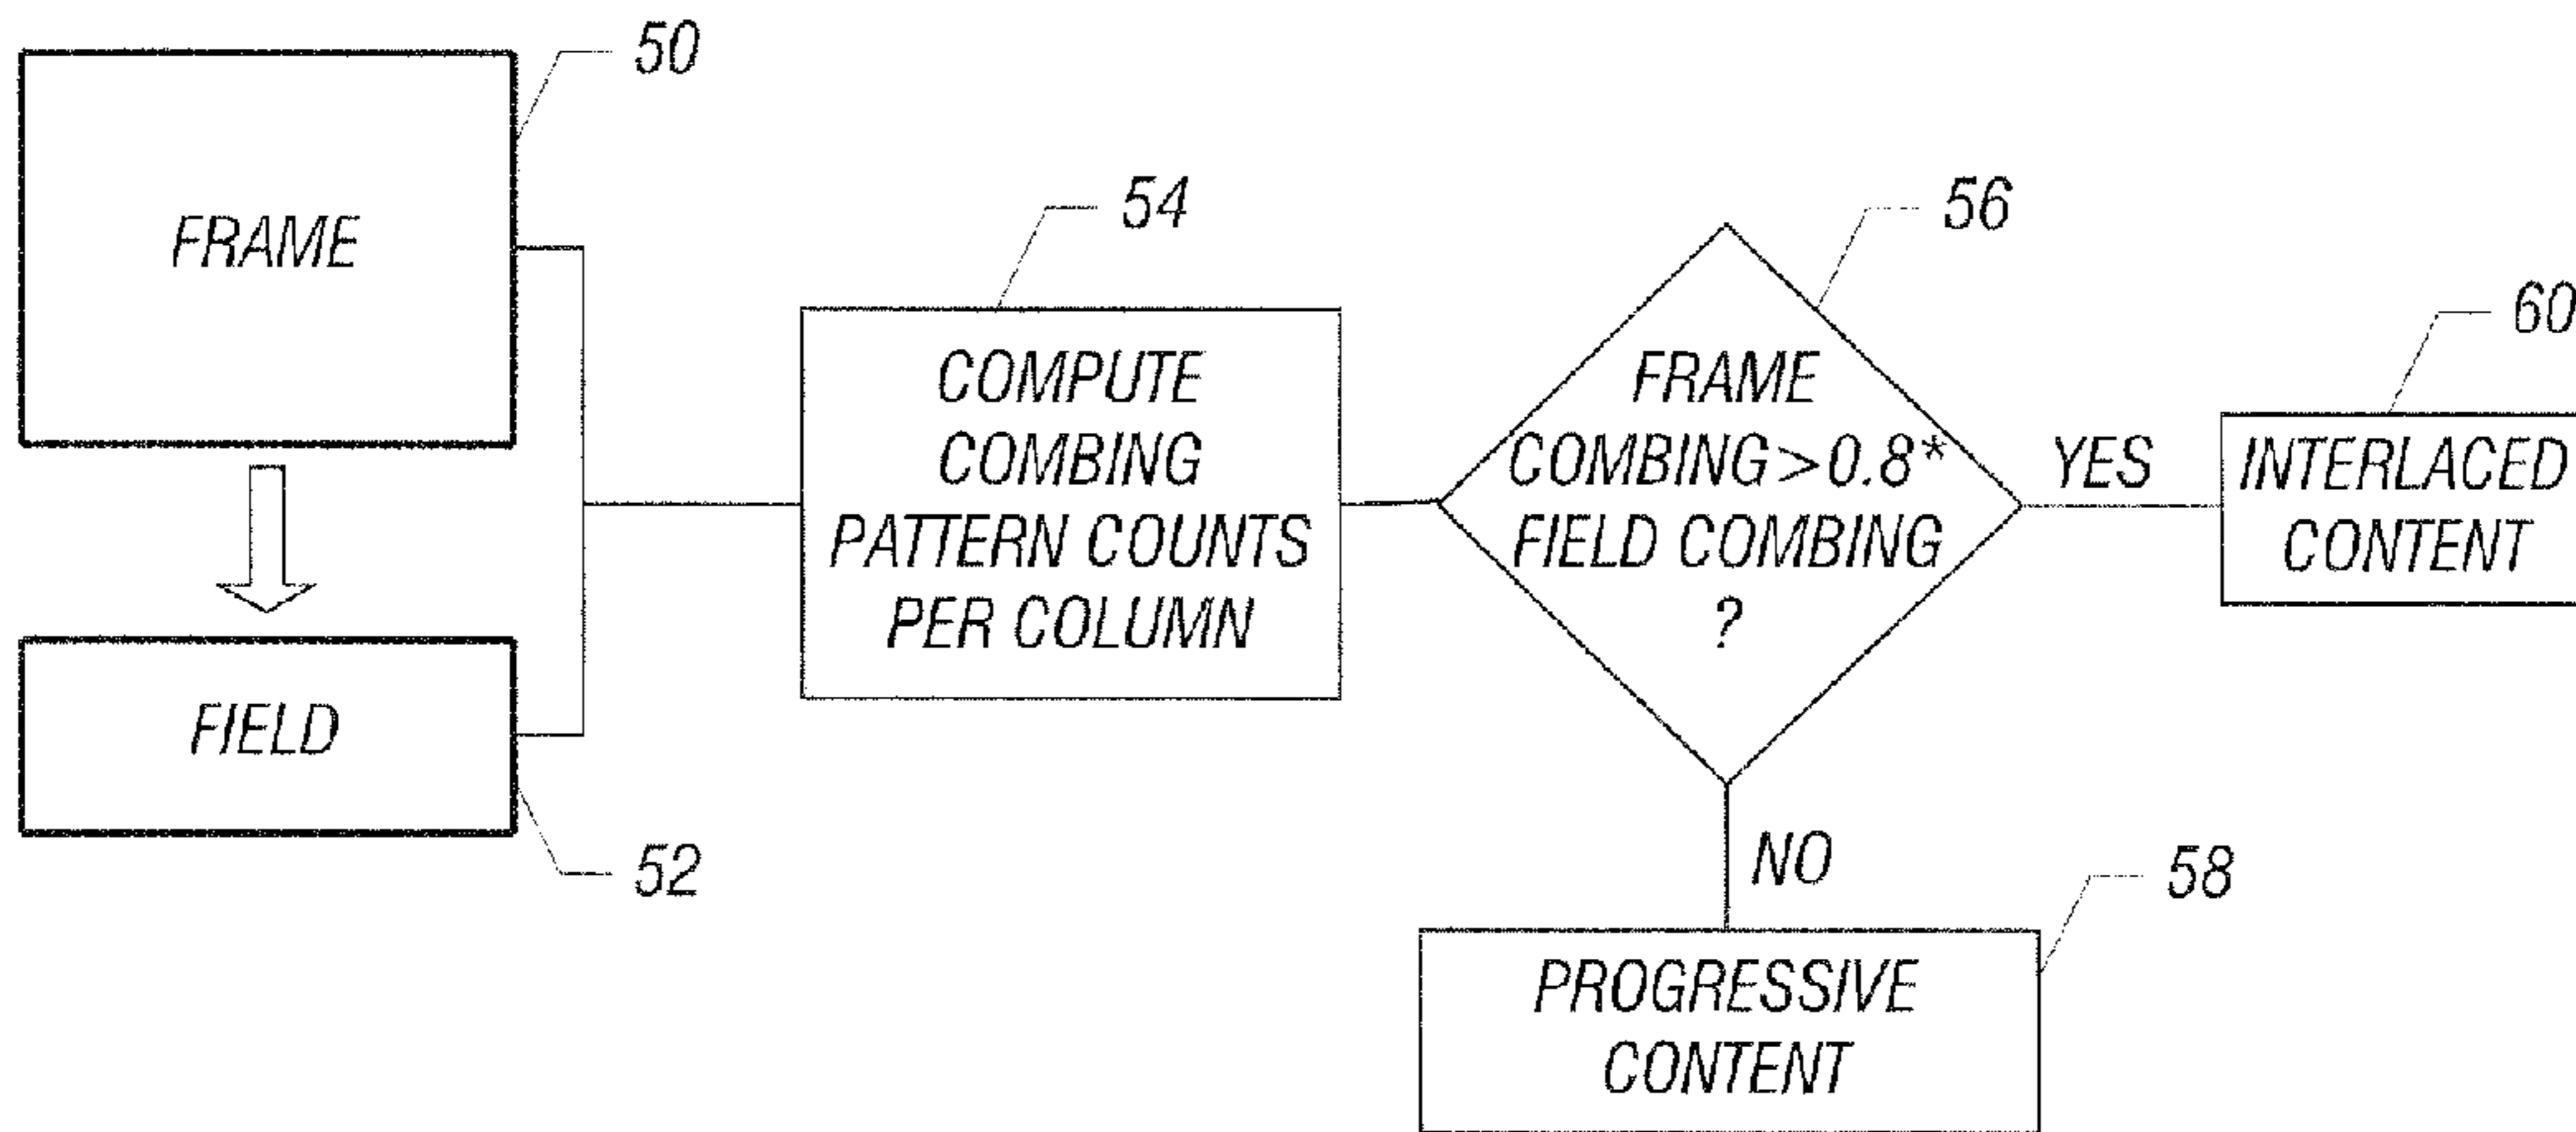 50
FRAME
FIELD
52
54
COMPUTE
COMBING
PATTERN COUNTS
PER COLUMN
56
FRAME
COMBING>0.8*
FIELD COMBING
?
YES
60
INTERLACED
CONTENT
NO
58
PROGRESSIVE
CONTENT